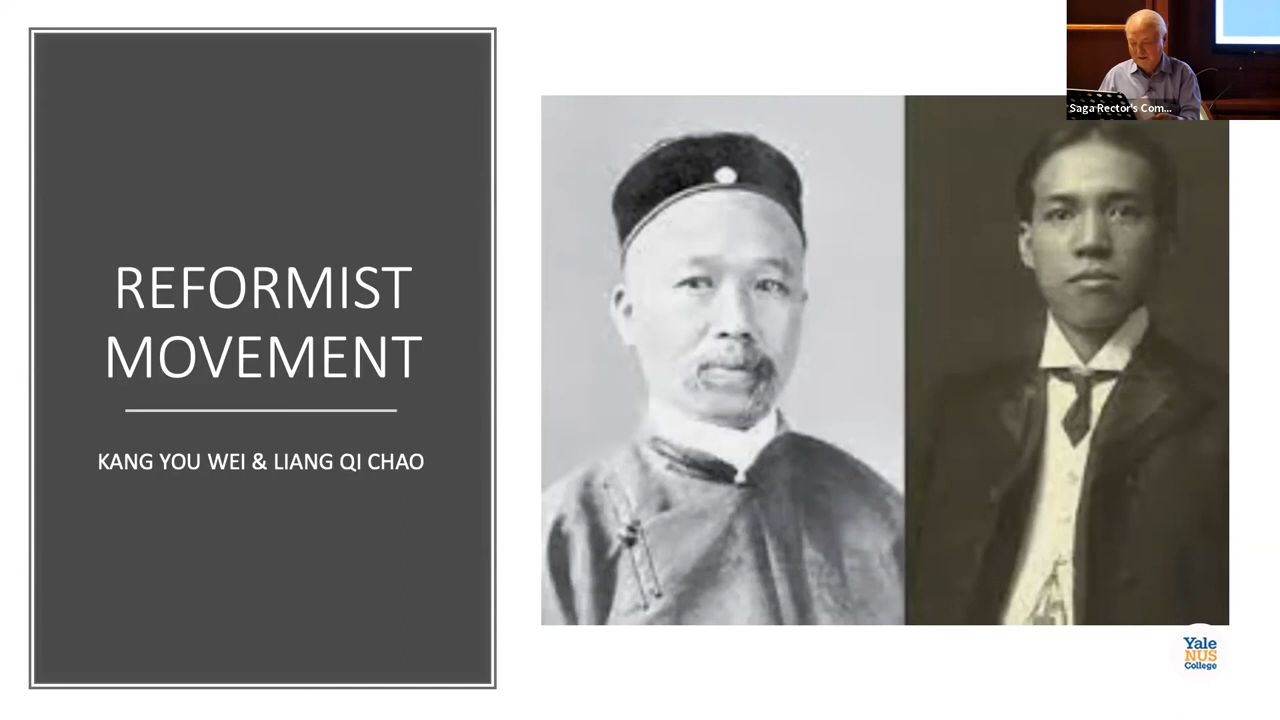 REFORMIST
MOVEMENT
KANG YOU WEI & LIANG QI CHAO
Saga Rector's Com...
Yale
NUS
College